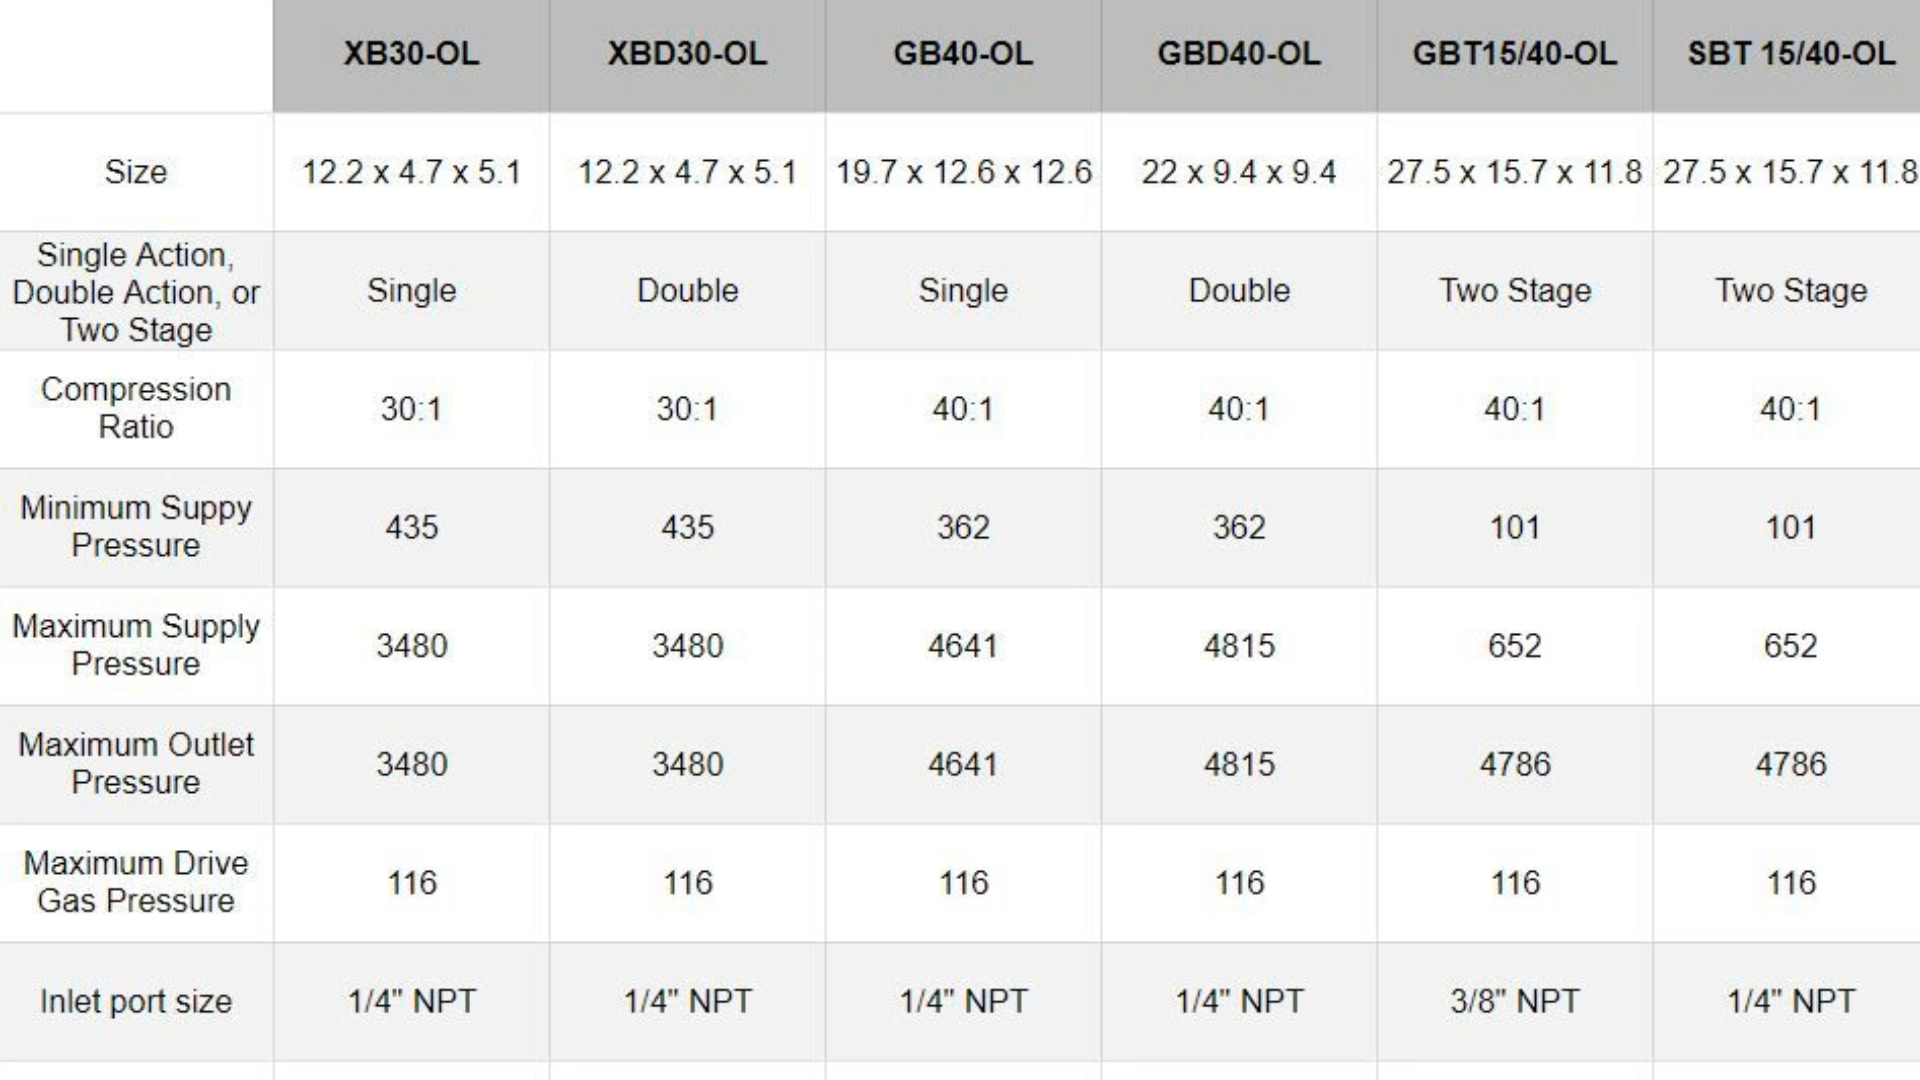 XB30-OL XBD30-OL GB40-OL GBD40-OL GBT15/40-OL SBT 15/40-OL
Size 12.2 x 4.7 x 5.1 12.2 x 4.7 x 5.1 19.7 x 12.6 x 12.6 22 x 9.4 x 9.4 27.5 x 15.7 x 11.8 27.5 x 15.7 x 11.8
Single Action,
Double Action, or
Two Stage
Single Double Single Double Two Stage Two Stage
Compression
Ratio
30:1 30:1 40:1 40:1 40:1 40:1
Minimum Suppy
Pressure
435 435 362 362 101 101
Maximum Supply
Pressure
3480 3480 4641 4815 652 652
Maximum Outlet
Pressure
3480 3480 4641 4815 4786 4786
Maximum Drive
Gas Pressure
116 116 116 116 116 116
Inlet port size 1/4" NPT 1/4" NPT 1/4" NPT 1/4" NPT 3/8" NPT 1/4" NPT